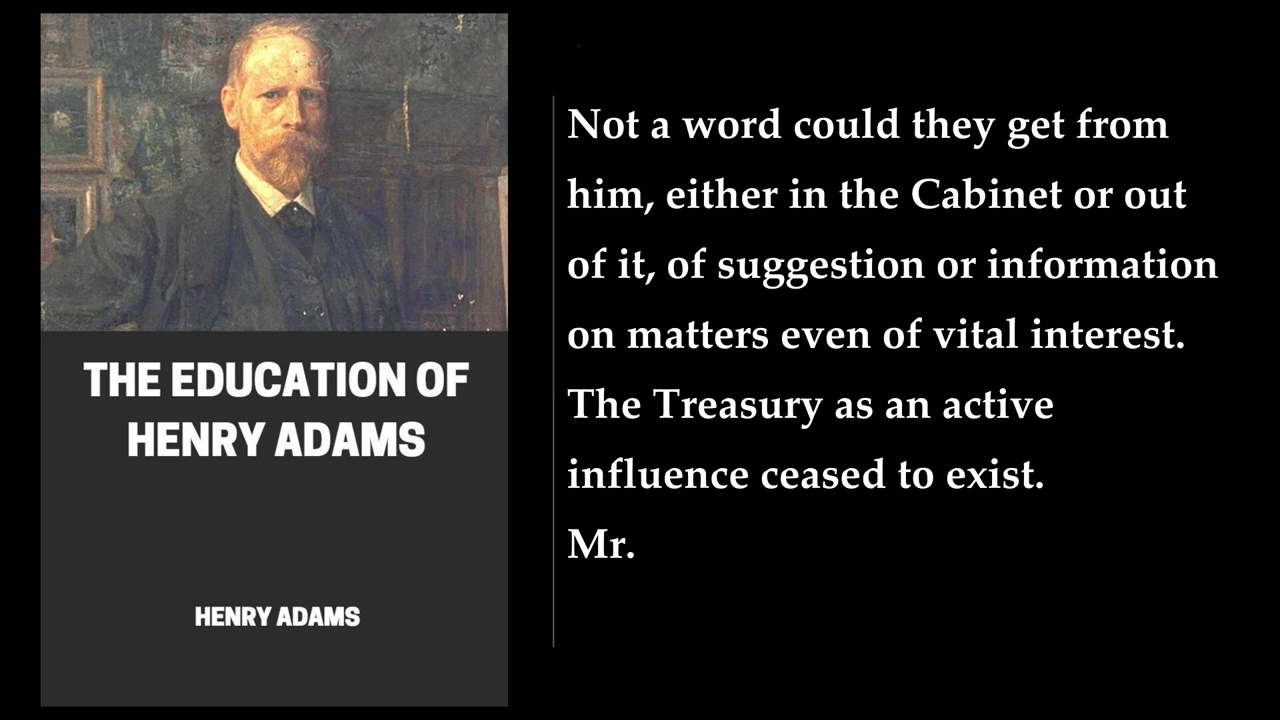 THE EDUCATION OF
HENRY ADAMS
HENRY ADAMS
Not a word could they get from
him, either in the Cabinet or out
of it, of suggestion or information
on matters even of vital interest.
The Treasury as an active
influence ceased to exist.
Mr.